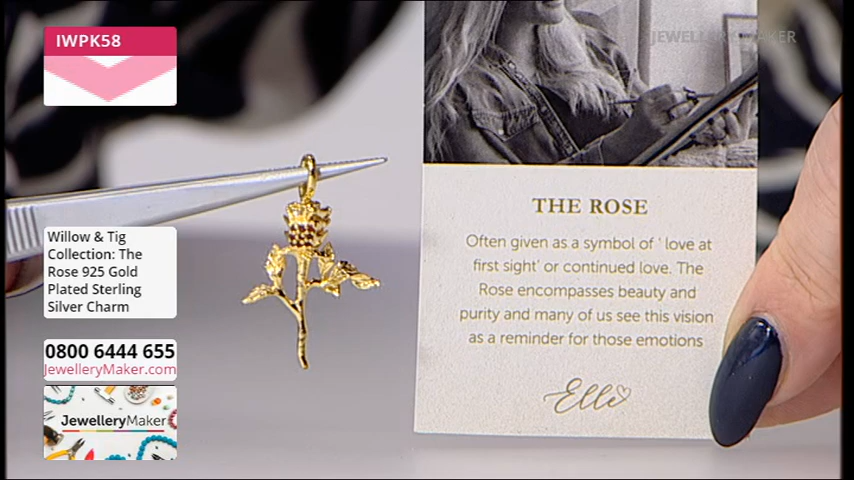 IWPK58
JEWELLERYMAKER
Willow & Tig
Collection: The
Rose 925 Gold
Plated Sterling
Silver Charm
0800 6444 655
JewelleryMaker.com
JewelleryMaker
THE ROSE
Often given as a symbol of ' love at
first sight' or continued love. The
Rose encompasses beauty and
purity and many of us see this vision
as a reminder for those emotions
Elli